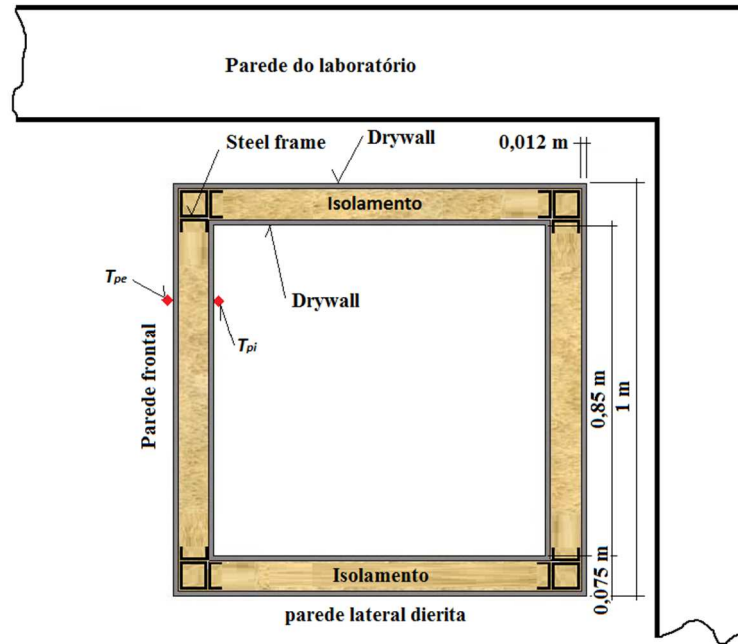 Parede do laboratório
Steel frame
Drywall
0,012 m
Isolamento
Tpe
Drywall
Tpi
Parede frontal
0,85 m
1 m
Isolamento
0,075 m
parede lateral dierita